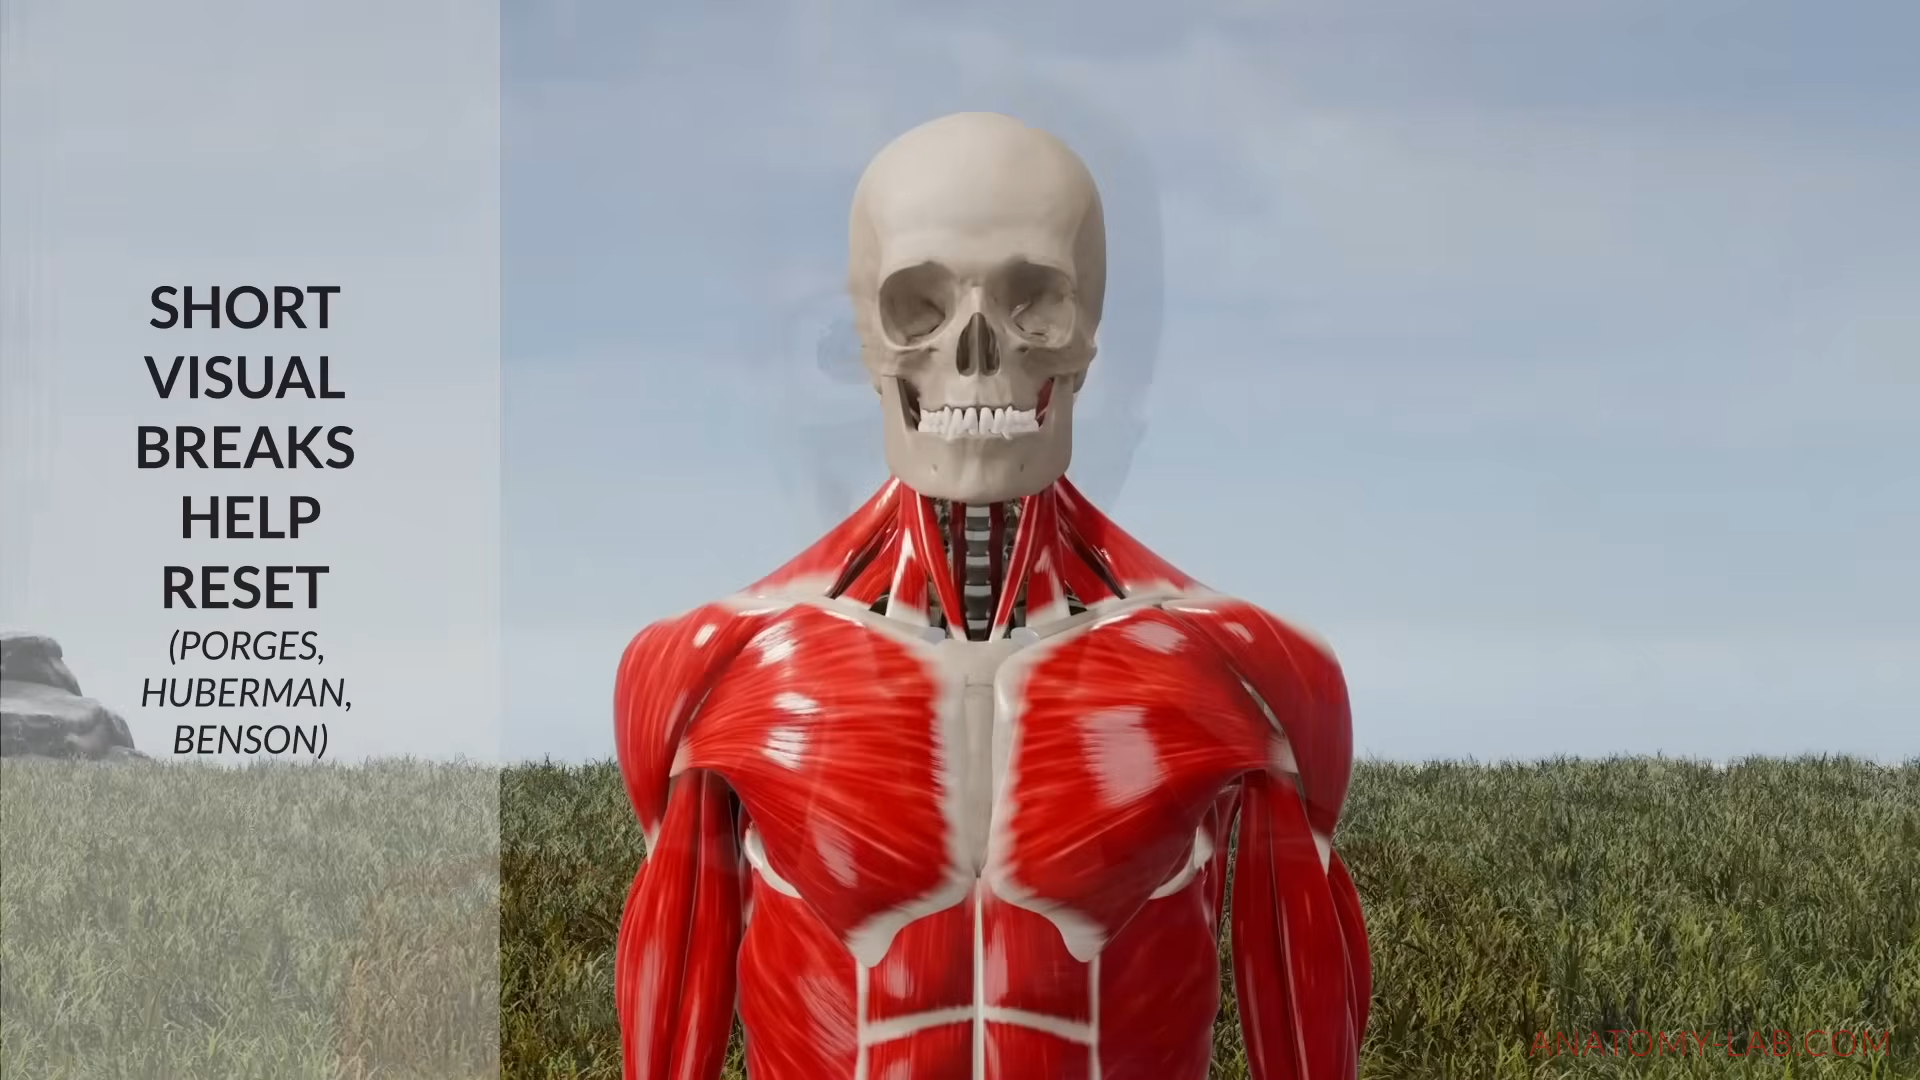 SHORT
VISUAL
BREAKS
HELP
RESET
(PORGES,
HUBERMAN,
BENSON)
ANATOMY-LAB.COM